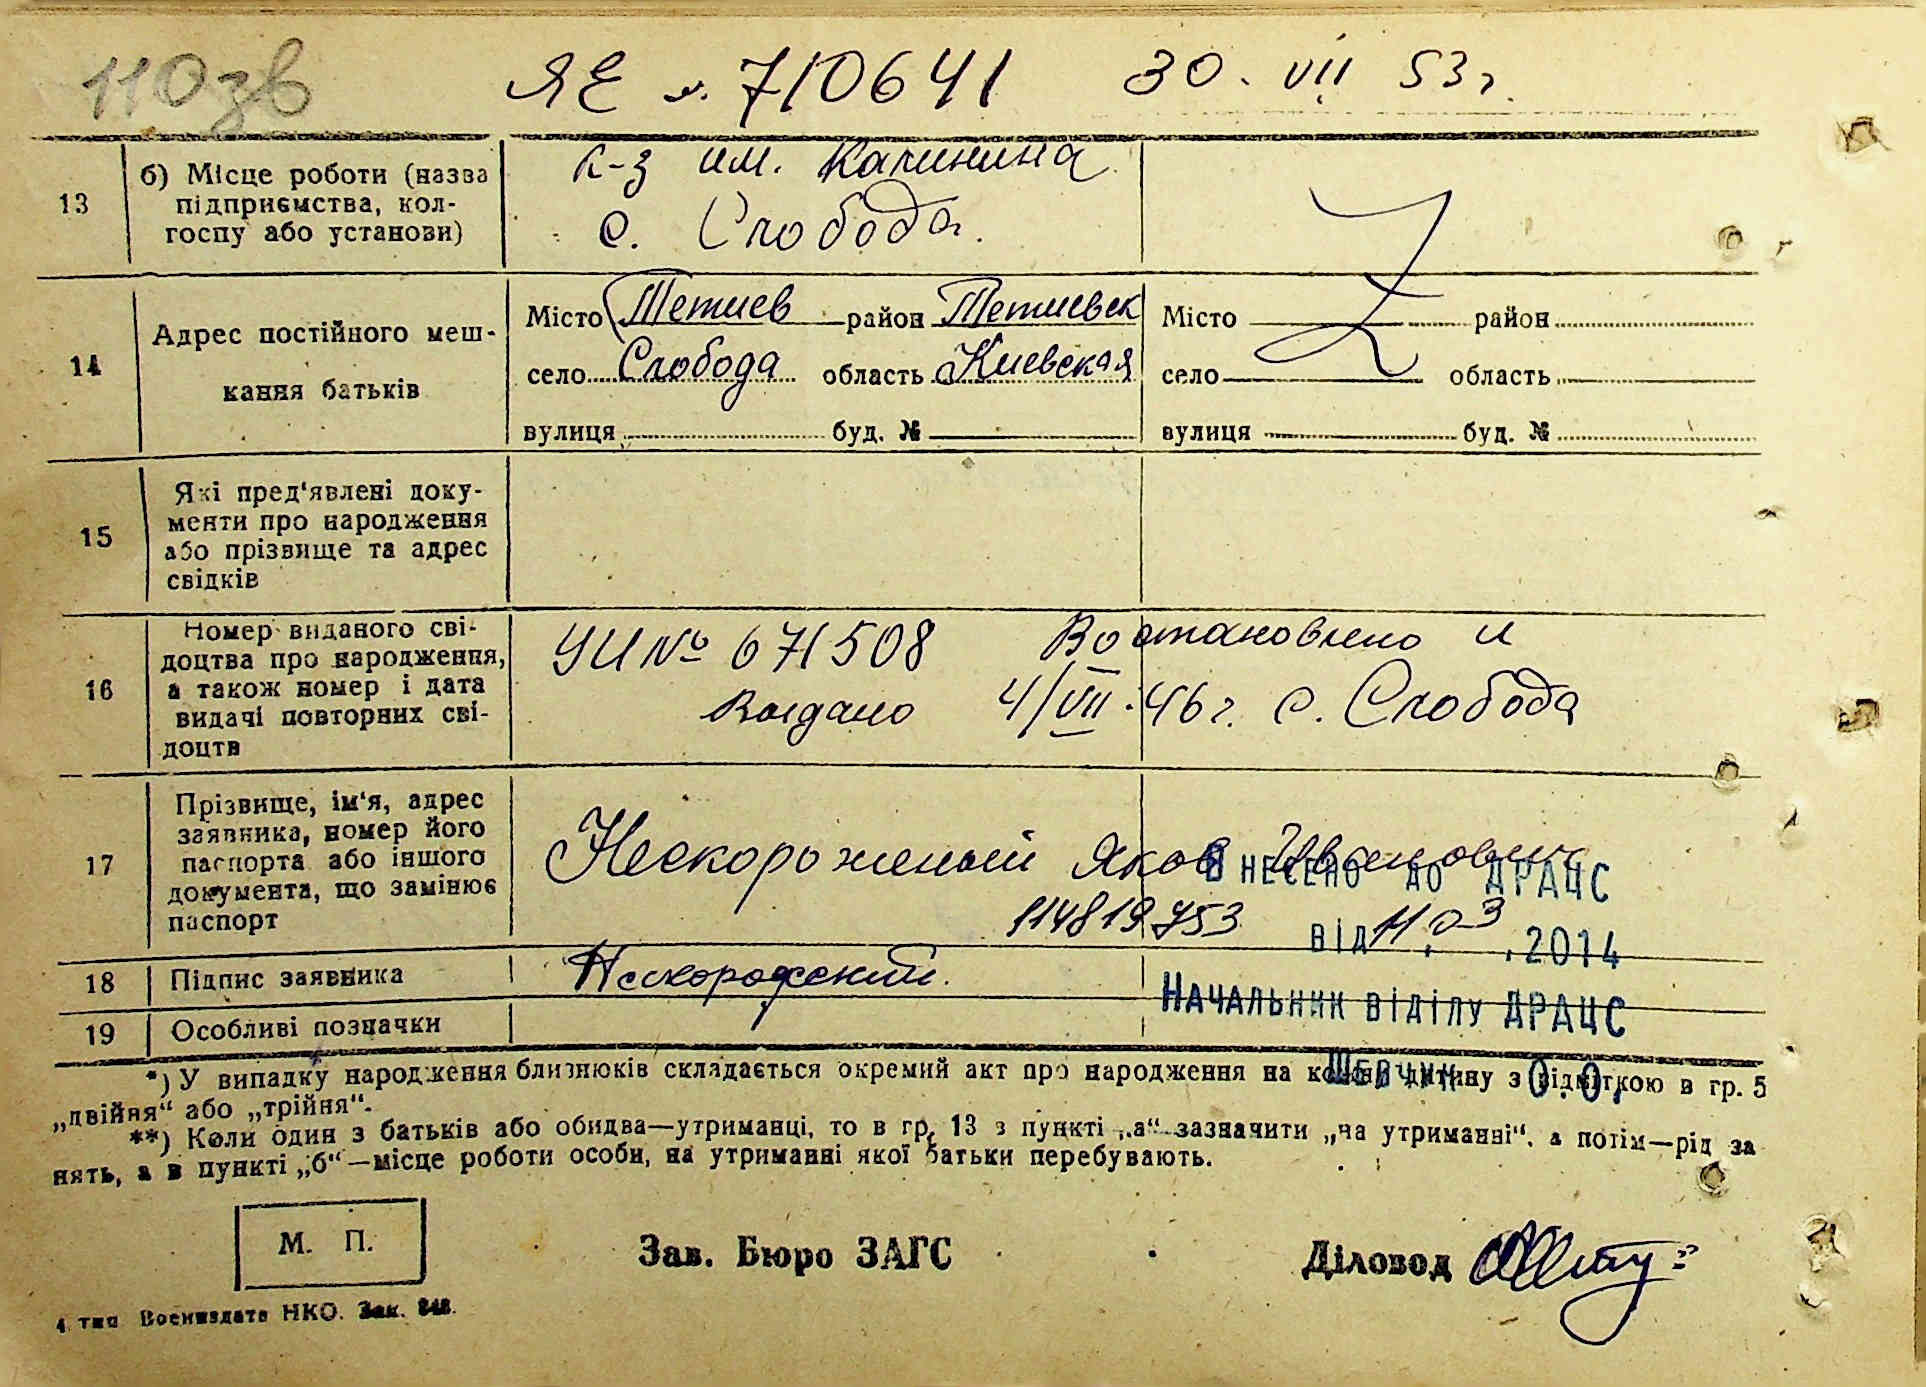 110зв
ЯЕ №. 710641 30. VII 53 г.
13 б) Місце роботи (назва
підприємства, кол-
госпу або установи)
к-з им. Калинина
с. Слобода.
14 Адрес постійного меш-
кання батьків
Місто Тетиев район Тетиевск
село Слобода область Киевская
вулиця буд. №
Місто район
село область
вулиця буд. №
15 Які пред'явлені доку-
менти про народження
або прізвище та адрес
свідків
16 Номер виданого сві-
доцтва про народження,
а також номер і дата
видачі повторних сві-
доцтв
УИ № 671508 Востановлено и
Выдано 4/VII.46 г. с. Слобода
17 Прізвище, ім'я, адрес
заявника, номер його
паспорта або іншого
документа, що замінює
паспорт
Нескороженый Яков Иванович
114819753
ВНЕСЕНО ДО ДРАЦС
від 11.03.2014
НАЧАЛЬНИК ВІДІЛУ ДРАЦС
О.О.
18 Підпис заявника
19 Особливі позначки
*) У випадку народження близнюків складається окремий акт про народження на кожну дитину з відміткою в гр. 5
„двійня“ або „трійня“.
**) Коли один з батьків або обидва—утриманці, то в гр. 13 з пункті „а“ зазначити „на утриманні“, а потім—рід за
нять, а в пункті „б“—місце роботи особи, на утриманні якої батьки перебувають.
М. П.
Зав. Бюро ЗАГС
Діловод
4 тип Воениздата НКО. Зак. 848.